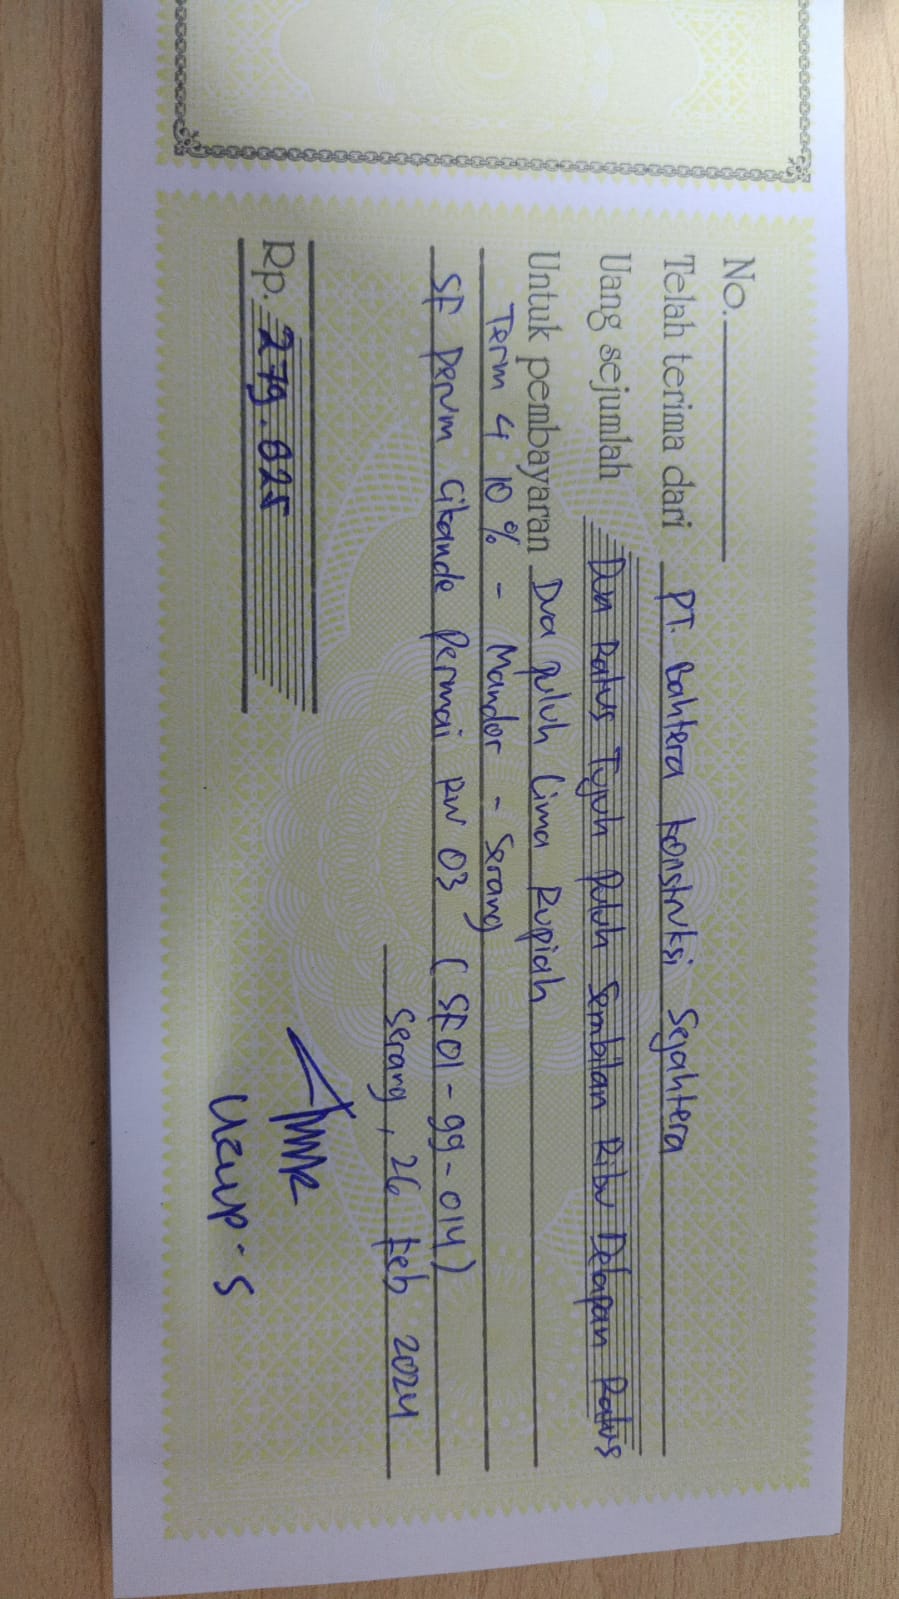 No.
Telah terima dari PT. Bahtera konstruksi Sejahtera
Uang sejumlah Dua Ratus Tujuh Puluh Sembilan Ribu Delapan Ratus
Untuk pembayaran Dua puluh Lima Rupiah
Term 4 10% - Mandor - Serang
SF Perum Cikande Permai RW 03 (SF01-99-014)
Serang, 26 Feb 2024
Rp. 279.825
Ucup.S